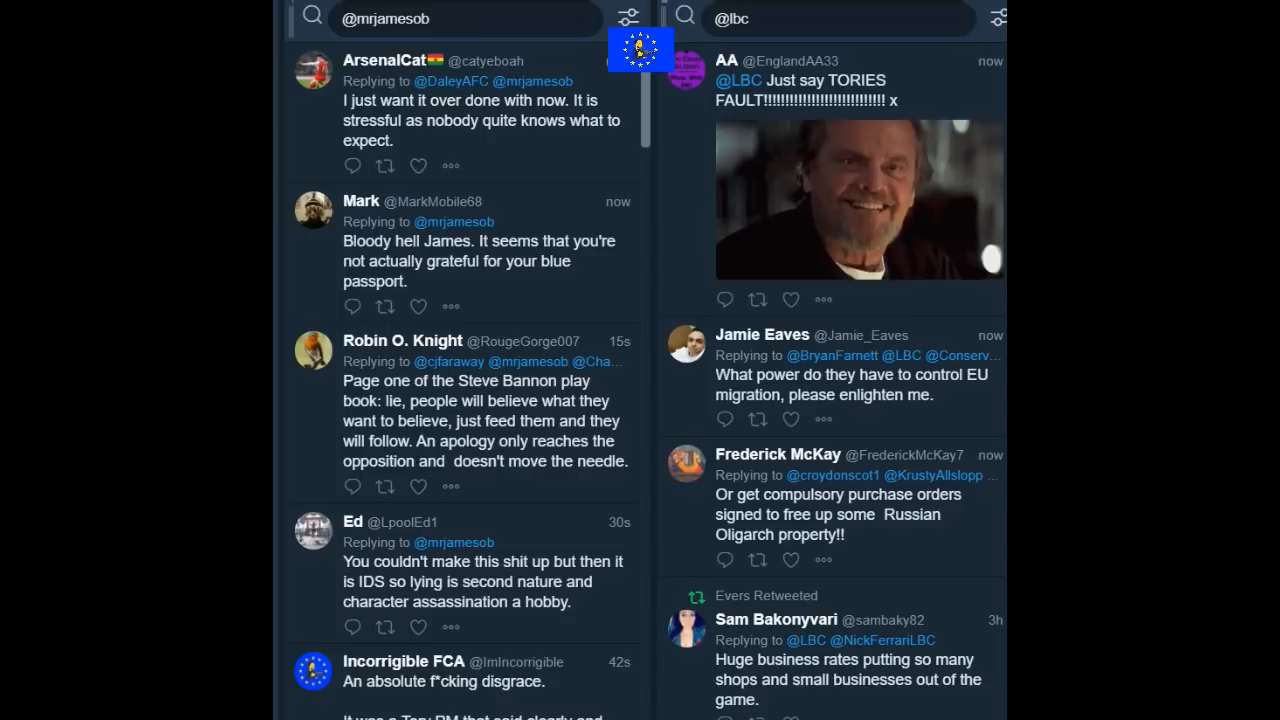 @mrjamesob
ArsenalCat @catyeboah
Replying to @DaleyAFC @mrjamesob
I just want it over done with now. It is
stressful as nobody quite knows what to
expect.
Mark @MarkMobile68 now
Replying to @mrjamesob
Bloody hell James. It seems that you're
not actually grateful for your blue
passport.
Robin O. Knight @RougeGorge007 15s
Replying to @cjfaraway @mrjamesob @Cha...
Page one of the Steve Bannon play
book: lie, people will believe what they
want to believe, just feed them and they
will follow. An apology only reaches the
opposition and doesn't move the needle.
Ed @LpoolEd1 30s
Replying to @mrjamesob
You couldn't make this shit up but then it
is IDS so lying is second nature and
character assassination a hobby.
Incorrigible FCA @ImIncorrigible 42s
An absolute f*cking disgrace.
It was a Tory PM that said clearly and
@lbc
AA @EnglandAA33 now
@LBC Just say TORIES
FAULT!!!!!!!!!!!!!!!!!!!!!!!!!!!! x
Jamie Eaves @Jamie_Eaves now
Replying to @BryanFarnett @LBC @Conserv...
What power do they have to control EU
migration, please enlighten me.
Frederick McKay @FrederickMcKay7 now
Replying to @croydonscot1 @KrustyAllslopp ...
Or get compulsory purchase orders
signed to free up some Russian
Oligarch property!!
Evers Retweeted
Sam Bakonyvari @sambaky82 3h
Replying to @LBC @NickFerrariLBC
Huge business rates putting so many
shops and small businesses out of the
game.